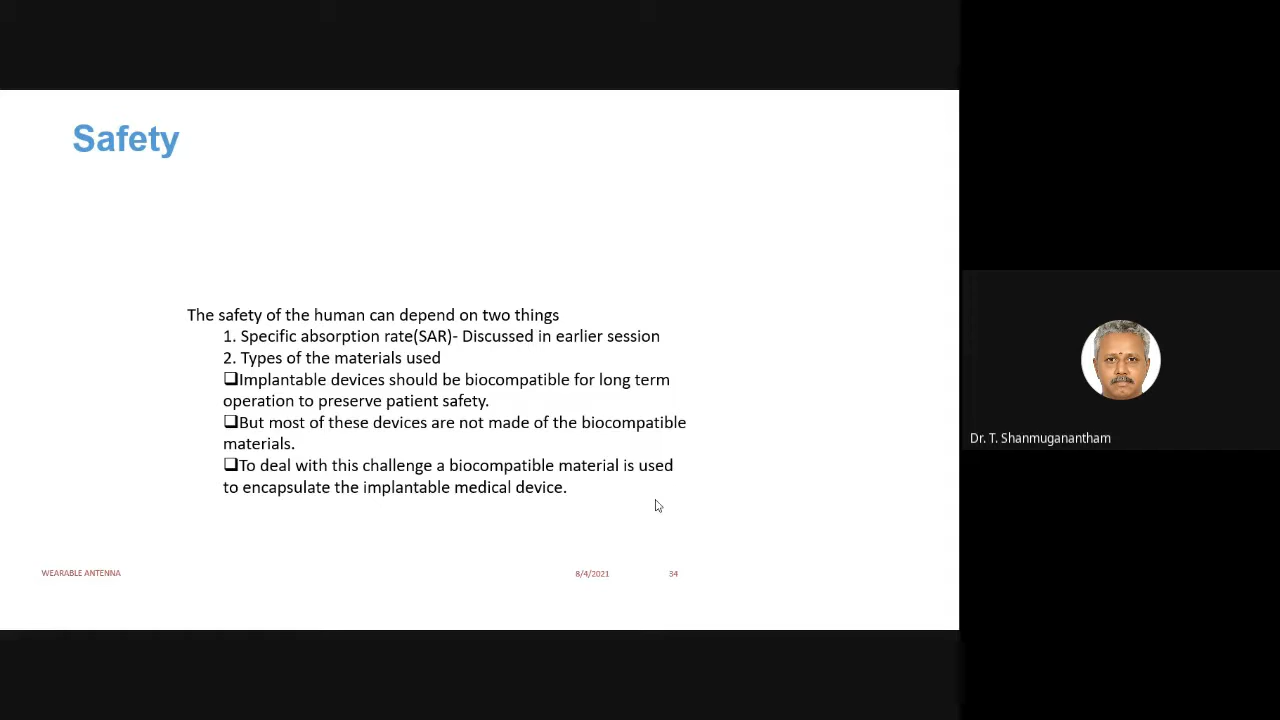 Safety
The safety of the human can depend on two things
1. Specific absorption rate(SAR)- Discussed in earlier session
2. Types of the materials used
❑Implantable devices should be biocompatible for long term
operation to preserve patient safety.
❑But most of these devices are not made of the biocompatible
materials.
❑To deal with this challenge a biocompatible material is used
to encapsulate the implantable medical device.
WEARABLE ANTENNA 8/4/2021 34
Dr. T. Shanmuganantham